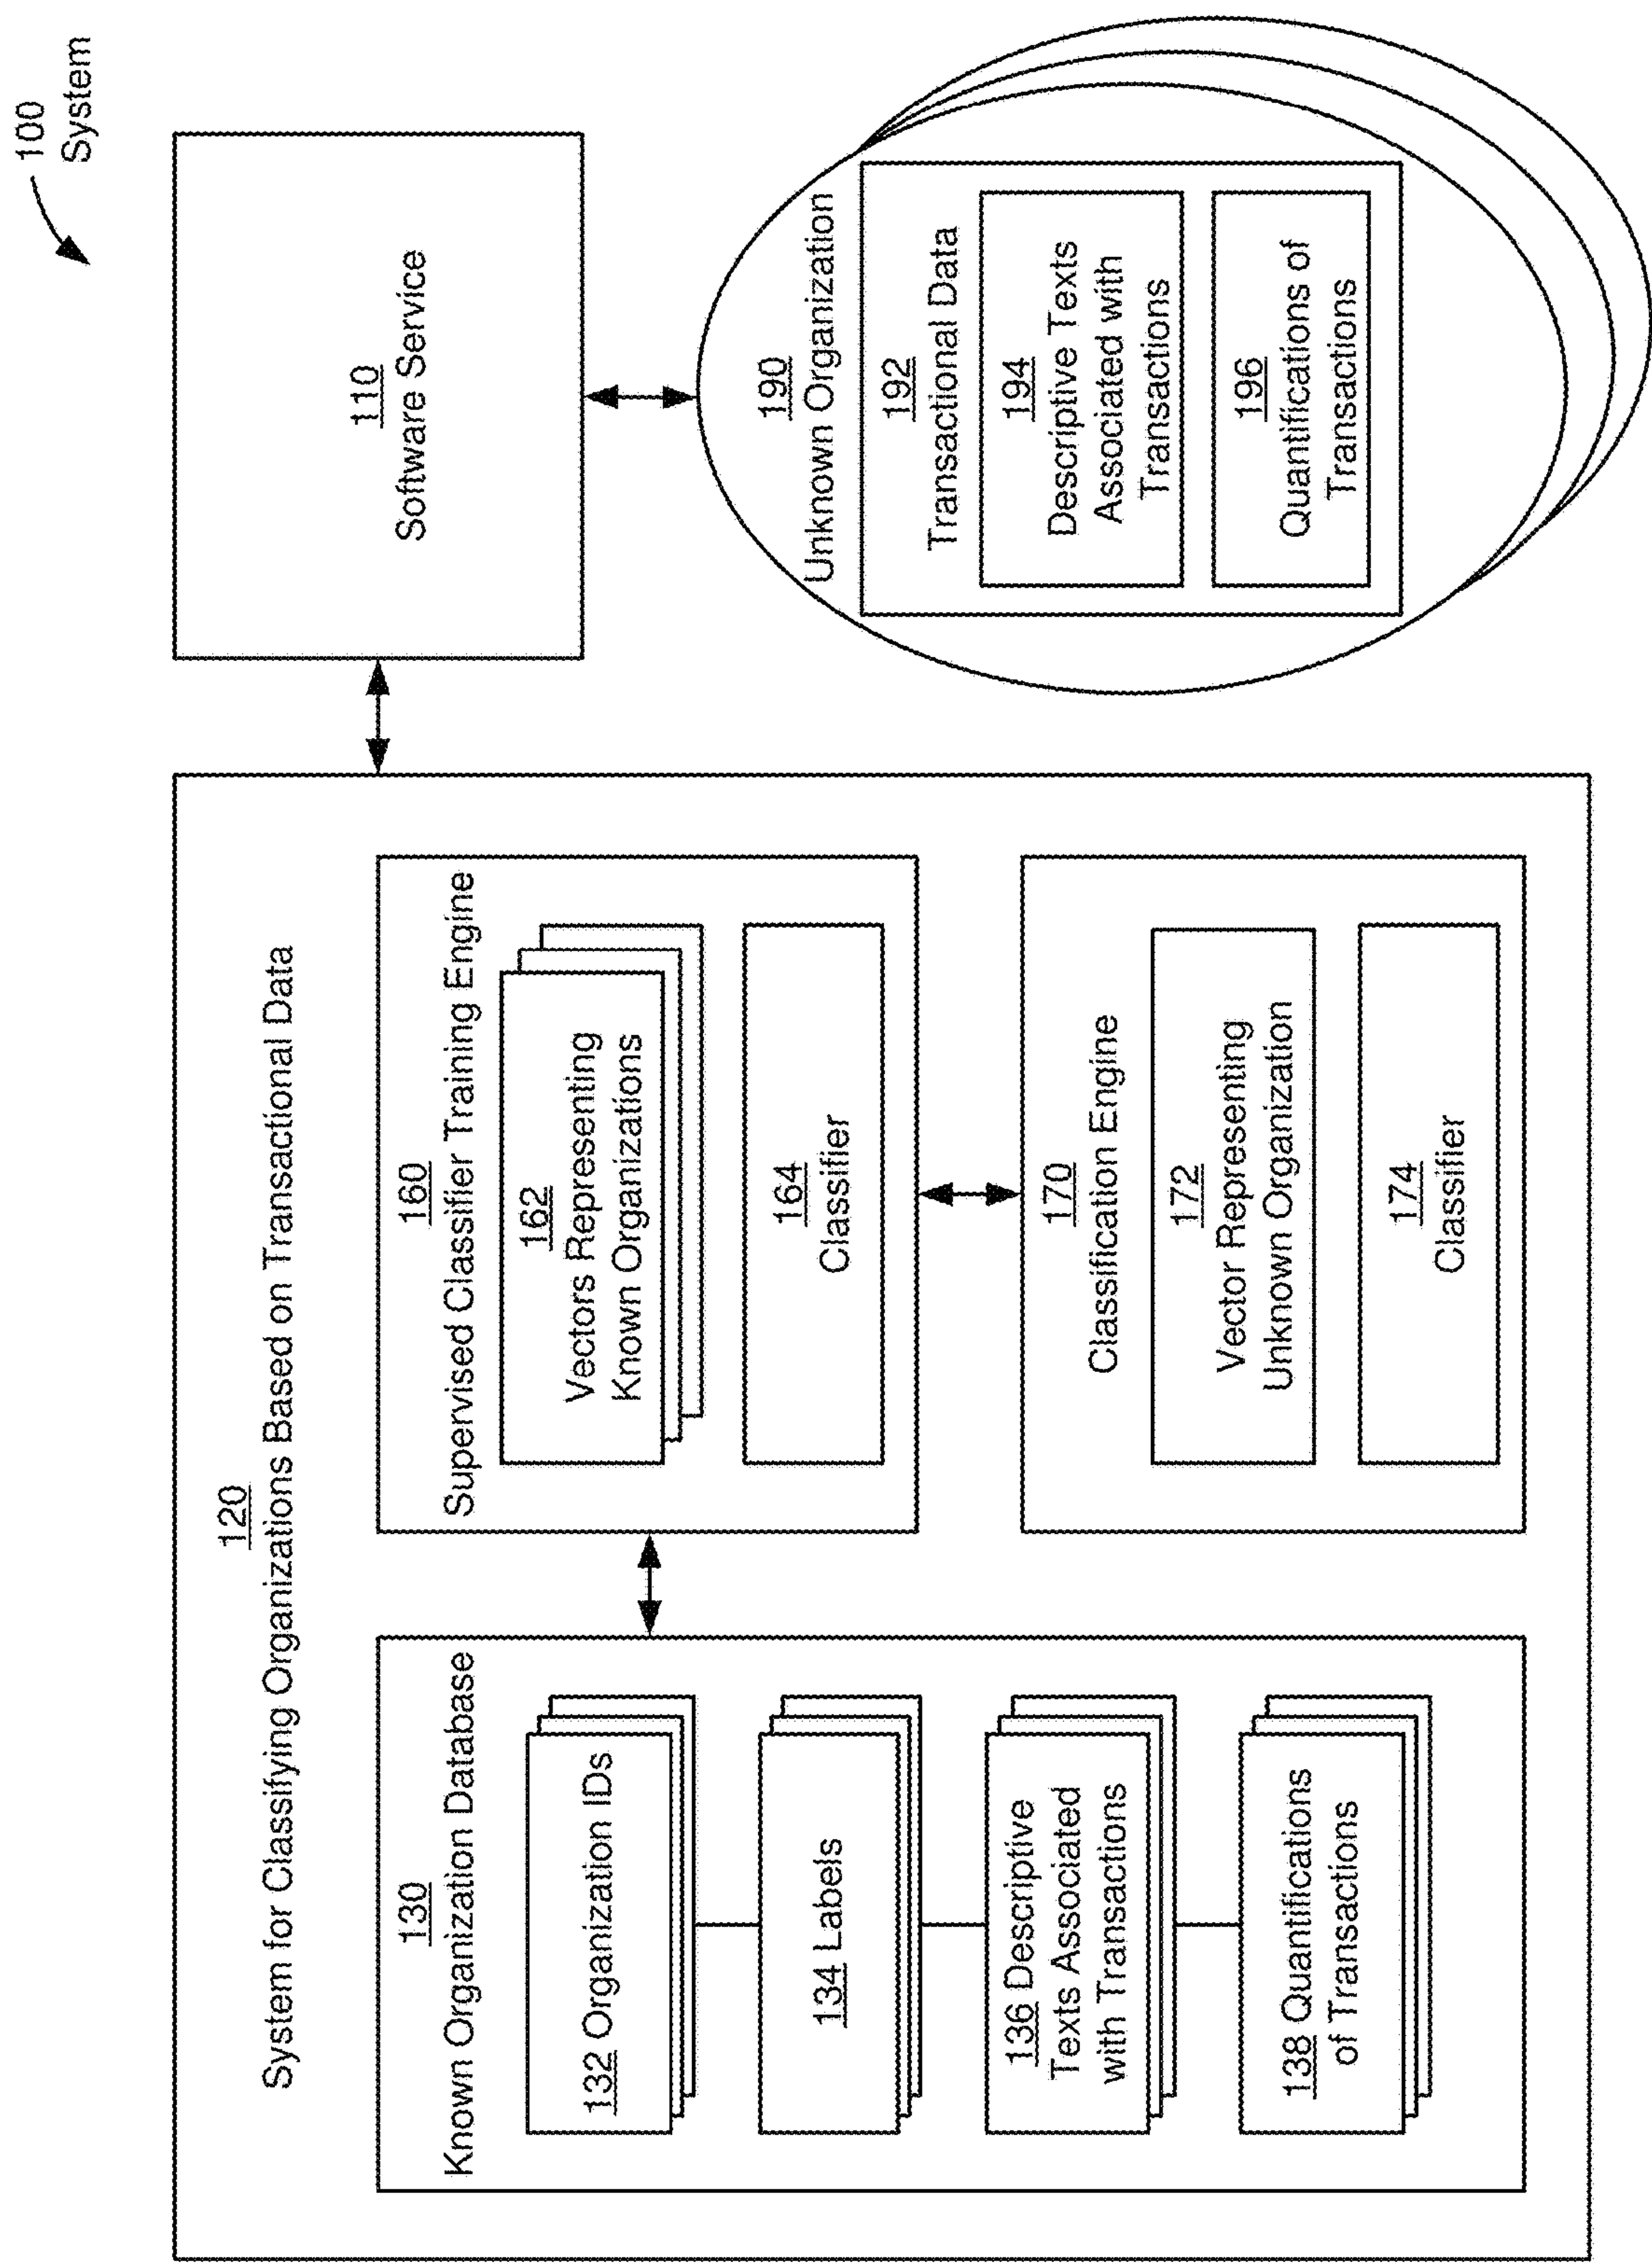 100
System
120
System for Classifying Organizations Based on Transactional Data
130
Known Organization Database
132 Organization IDs
134 Labels
136 Descriptive
Texts Associated
with Transactions
138 Quantifications
of Transactions
160
Supervised Classifier Training Engine
162
Vectors Representing
Known Organizations
164
Classifier
170
Classification Engine
172
Vector Representing
Unknown Organization
174
Classifier
110
Software Service
190
Unknown Organization
192
Transactional Data
194
Descriptive Texts
Associated with
Transactions
196
Quantifications of
Transactions